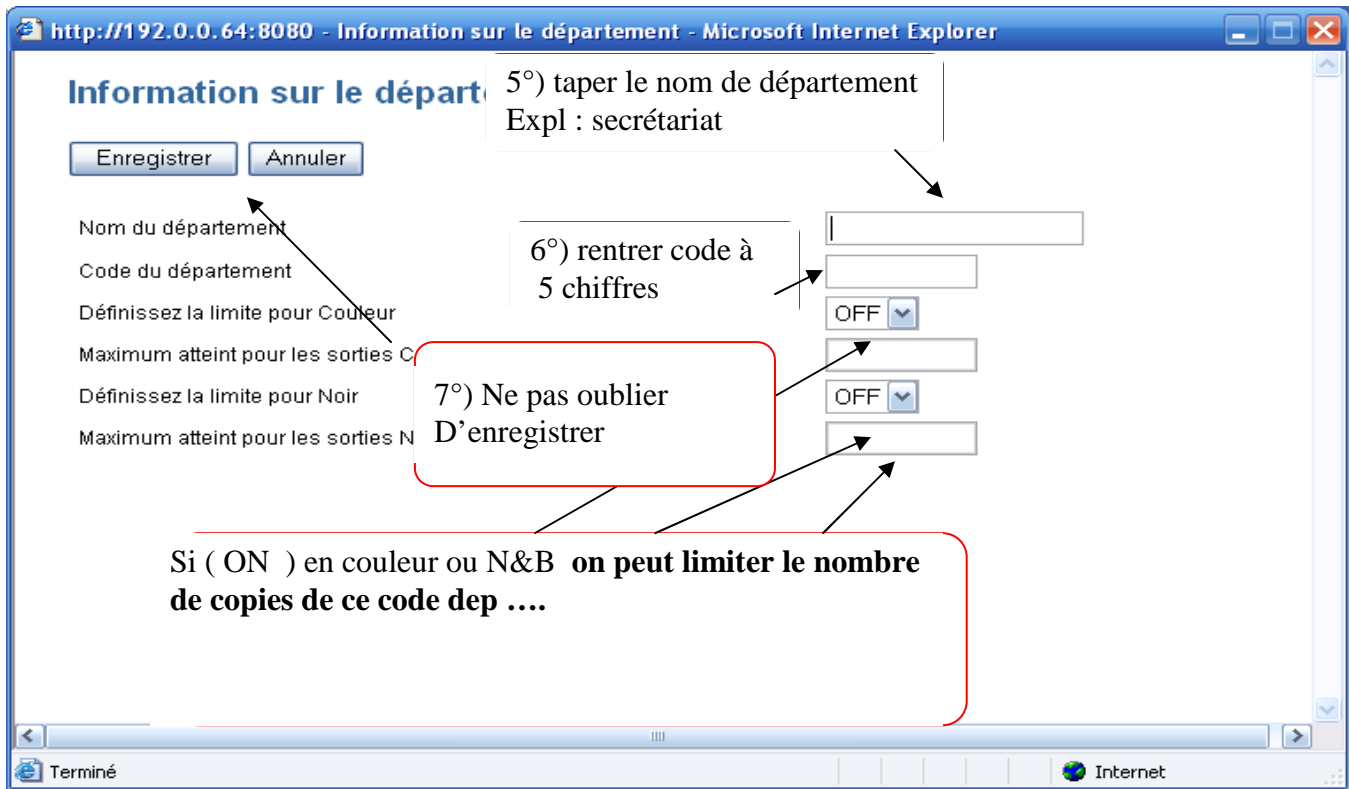 http://192.0.0.64:8080 - Information sur le département - Microsoft Internet Explorer
Information sur le départ
5°) taper le nom de département
Expl : secrétariat
Enregistrer Annuler
Nom du département
6°) rentrer code à
5 chiffres
Code du département
Définissez la limite pour Couleur OFF
Maximum atteint pour les sorties C
7°) Ne pas oublier
D’enregistrer
Définissez la limite pour Noir OFF
Maximum atteint pour les sorties N
Si ( ON ) en couleur ou N&B on peut limiter le nombre
de copies de ce code dep ….
Terminé Internet